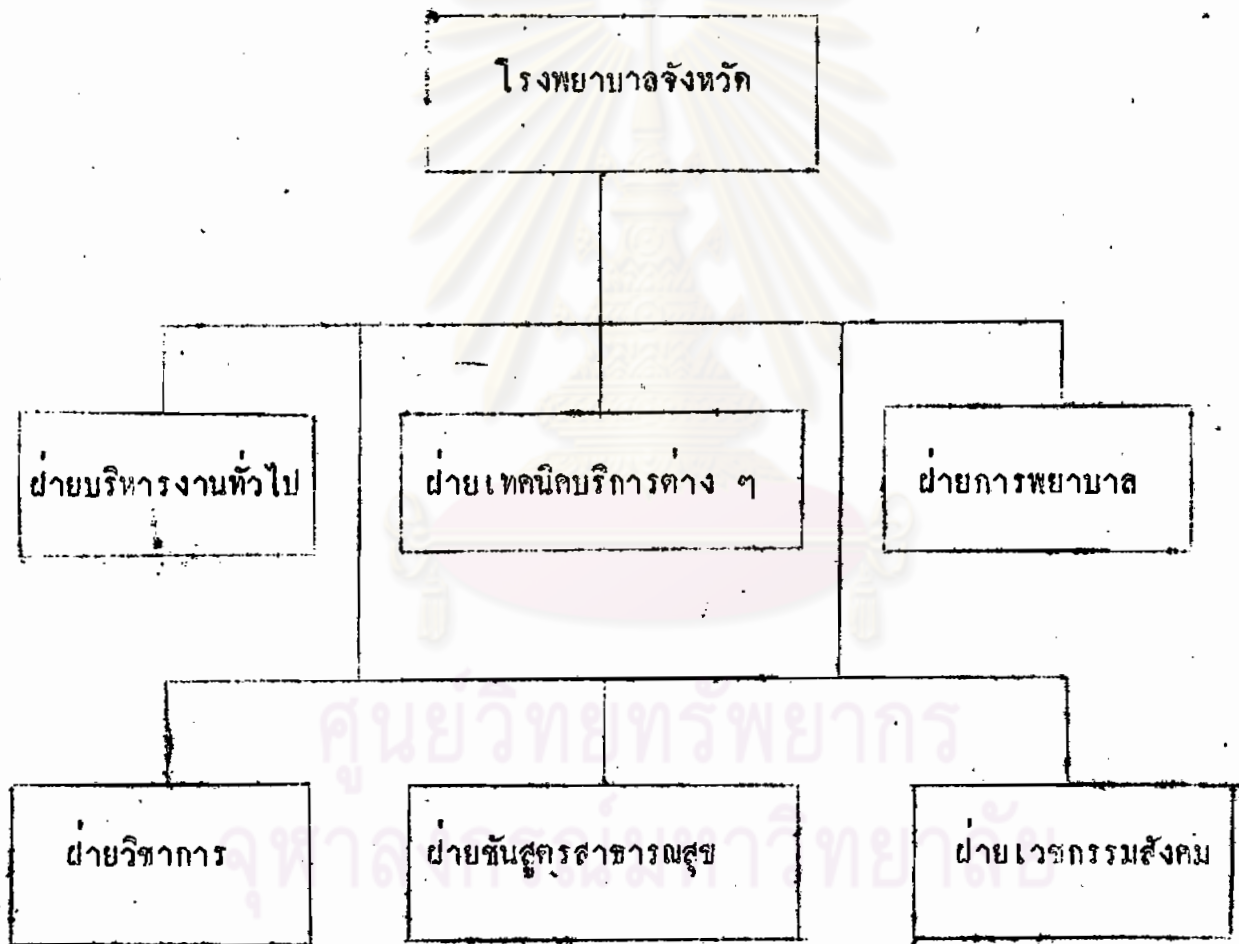 โรงพยาบาลจังหวัด
ฝ่ายบริหารงานทั่วไป
ฝ่ายเทคนิคบริการต่าง ๆ
ฝ่ายการพยาบาล
ศูนย์วิทยทรัพยากร
ฝ่ายวิชาการ
ฝ่ายชันสูตรสาธารณสุข
ฝ่ายเวชกรรมสังคม
จุฬาลงกรณ์มหาวิทยาลัย